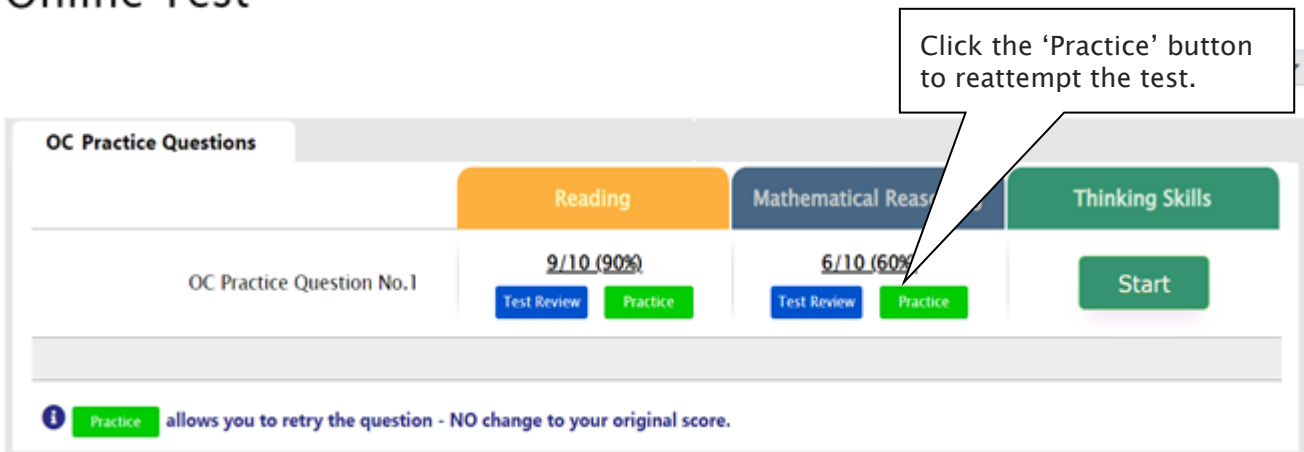 Online Test
Click the ‘Practice’ button
to reattempt the test.
OC Practice Questions
Reading
Mathematical
Thinking Skills
OC Practice Question No.1
9/10 (90%)
6/10 (60%
Start
Test Review
Practice
Test Review
Practice
Practice allows you to retry the question - NO change to your original score.